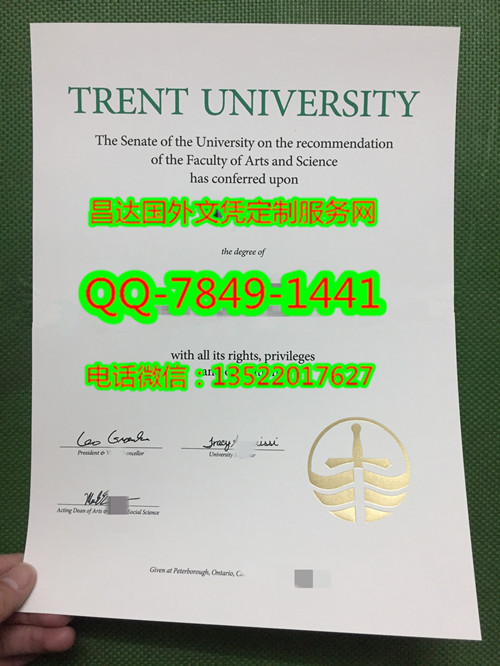 TRENT UNIVERSITY
The Senate of the University on the recommendation
of the Faculty of Arts and Science
has conferred upon
昌达国外文凭定制服务网
the degree of
QQ-7849-1441
with all its rights, privileges
电话微信：13522017627
President &
University
Acting Dean of Arts Social Science
Given at Peterborough, Ontario,